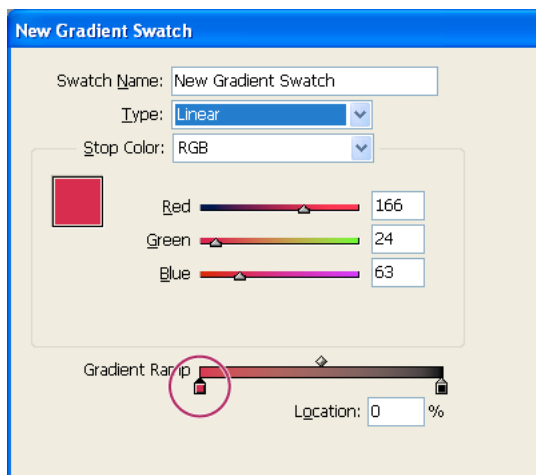 New Gradient Swatch
Swatch Name: New Gradient Swatch
Type: Linear
Stop Color: RGB
Red 166
Green 24
Blue 63
Gradient Ramp
Location: 0 %